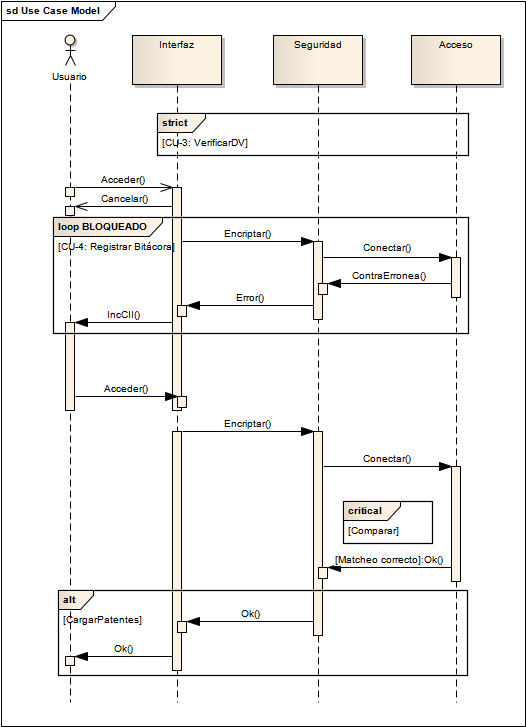 sd Use Case Model
Usuario
Interfaz
Seguridad
Acceso
strict
[CU-3: VerificarDV]
Acceder()
Cancelar()
loop BLOQUEADO
[CU-4: Registrar Bitácora]
Encriptar()
Conectar()
ContraErronea()
Error()
IncCII()
Acceder()
Encriptar()
Conectar()
critical
[Comparar]
[Matcheo correcto]:Ok()
alt
[CargarPatentes]
Ok()
Ok()